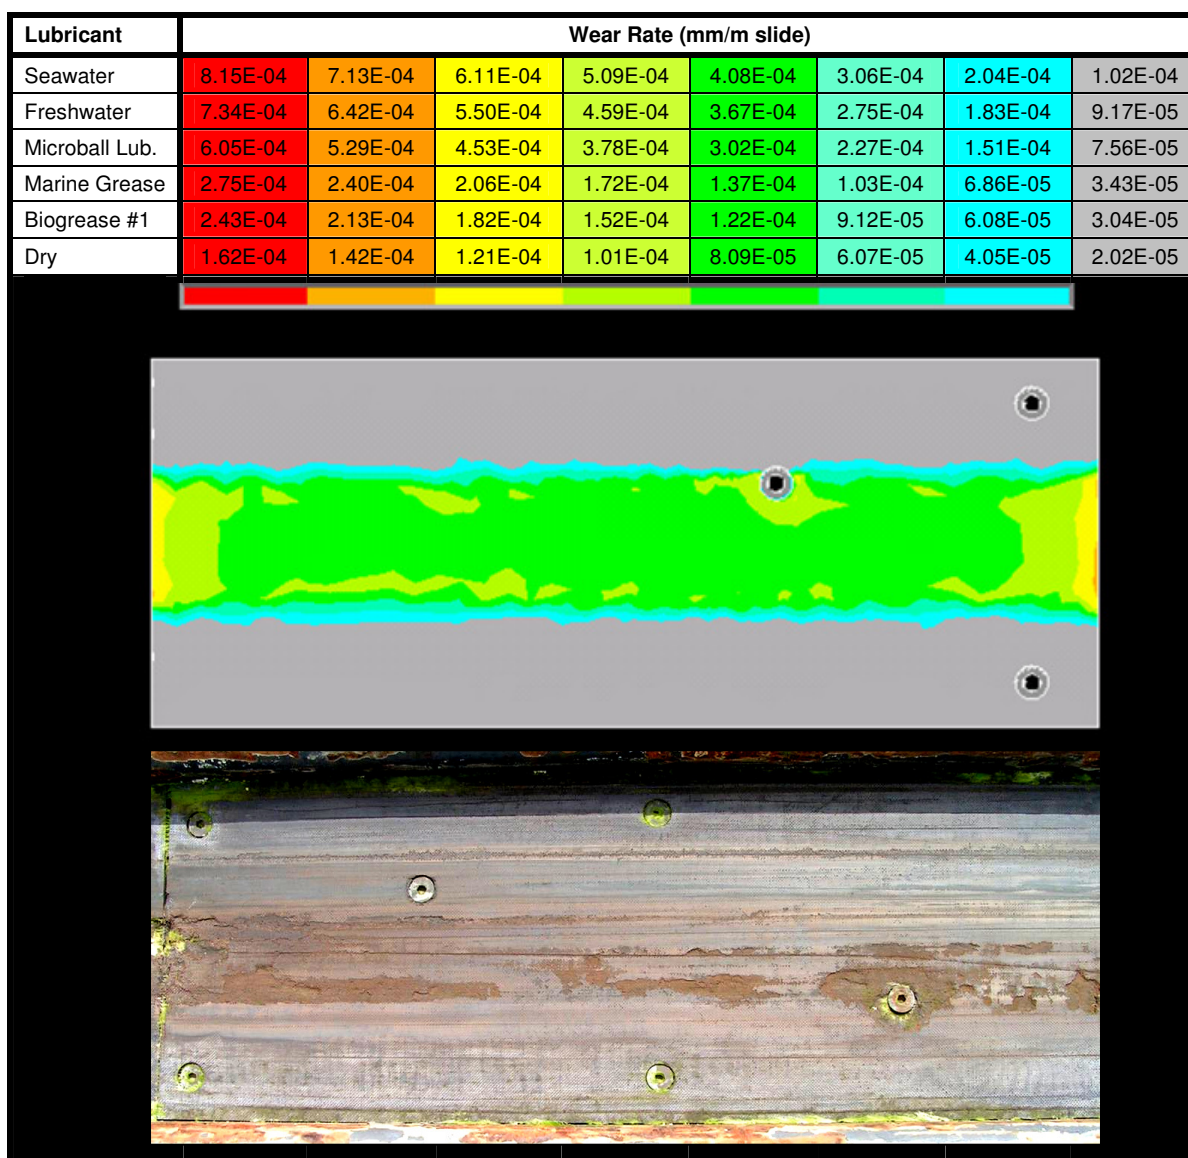 Lubricant Wear Rate (mm/m slide)
Seawater 8.15E-04 7.13E-04 6.11E-04 5.09E-04 4.08E-04 3.06E-04 2.04E-04 1.02E-04
Freshwater 7.34E-04 6.42E-04 5.50E-04 4.59E-04 3.67E-04 2.75E-04 1.83E-04 9.17E-05
Microball Lub. 6.05E-04 5.29E-04 4.53E-04 3.78E-04 3.02E-04 2.27E-04 1.51E-04 7.56E-05
Marine Grease 2.75E-04 2.40E-04 2.06E-04 1.72E-04 1.37E-04 1.03E-04 6.86E-05 3.43E-05
Biogrease #1 2.43E-04 2.13E-04 1.82E-04 1.52E-04 1.22E-04 9.12E-05 6.08E-05 3.04E-05
Dry 1.62E-04 1.42E-04 1.21E-04 1.01E-04 8.09E-05 6.07E-05 4.05E-05 2.02E-05